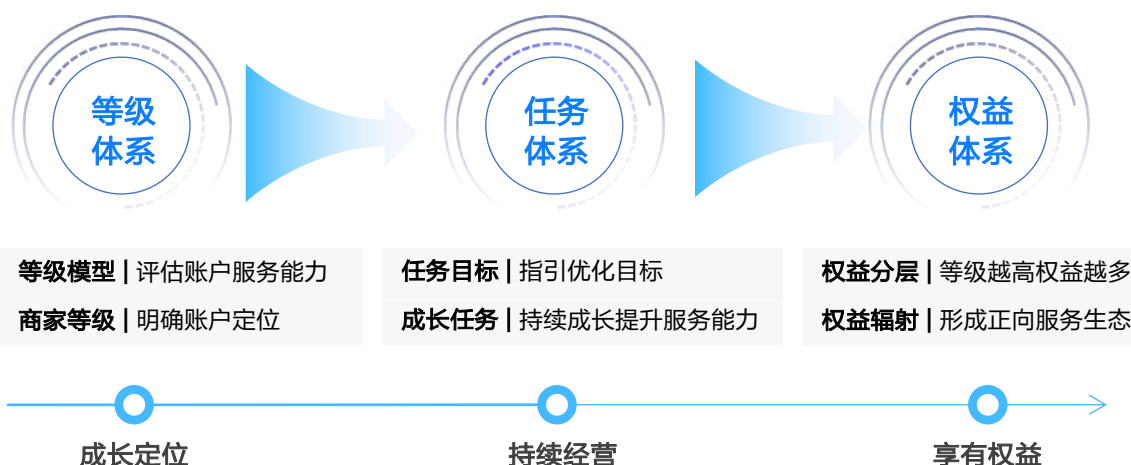 等级
体系
任务
体系
权益
体系
等级模型 | 评估账户服务能力
商家等级 | 明确账户定位
任务目标 | 指引优化目标
成长任务 | 持续成长提升服务能力
权益分层 | 等级越高权益越多
权益辐射 | 形成正向服务生态
成长定位
持续经营
享有权益